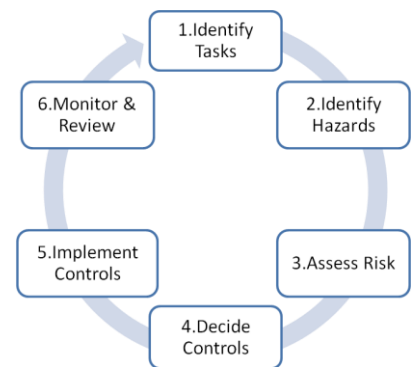 1.Identify
Tasks
2.Identify
Hazards
3.Assess Risk
4.Decide
Controls
5.Implement
Controls
6.Monitor &
Review